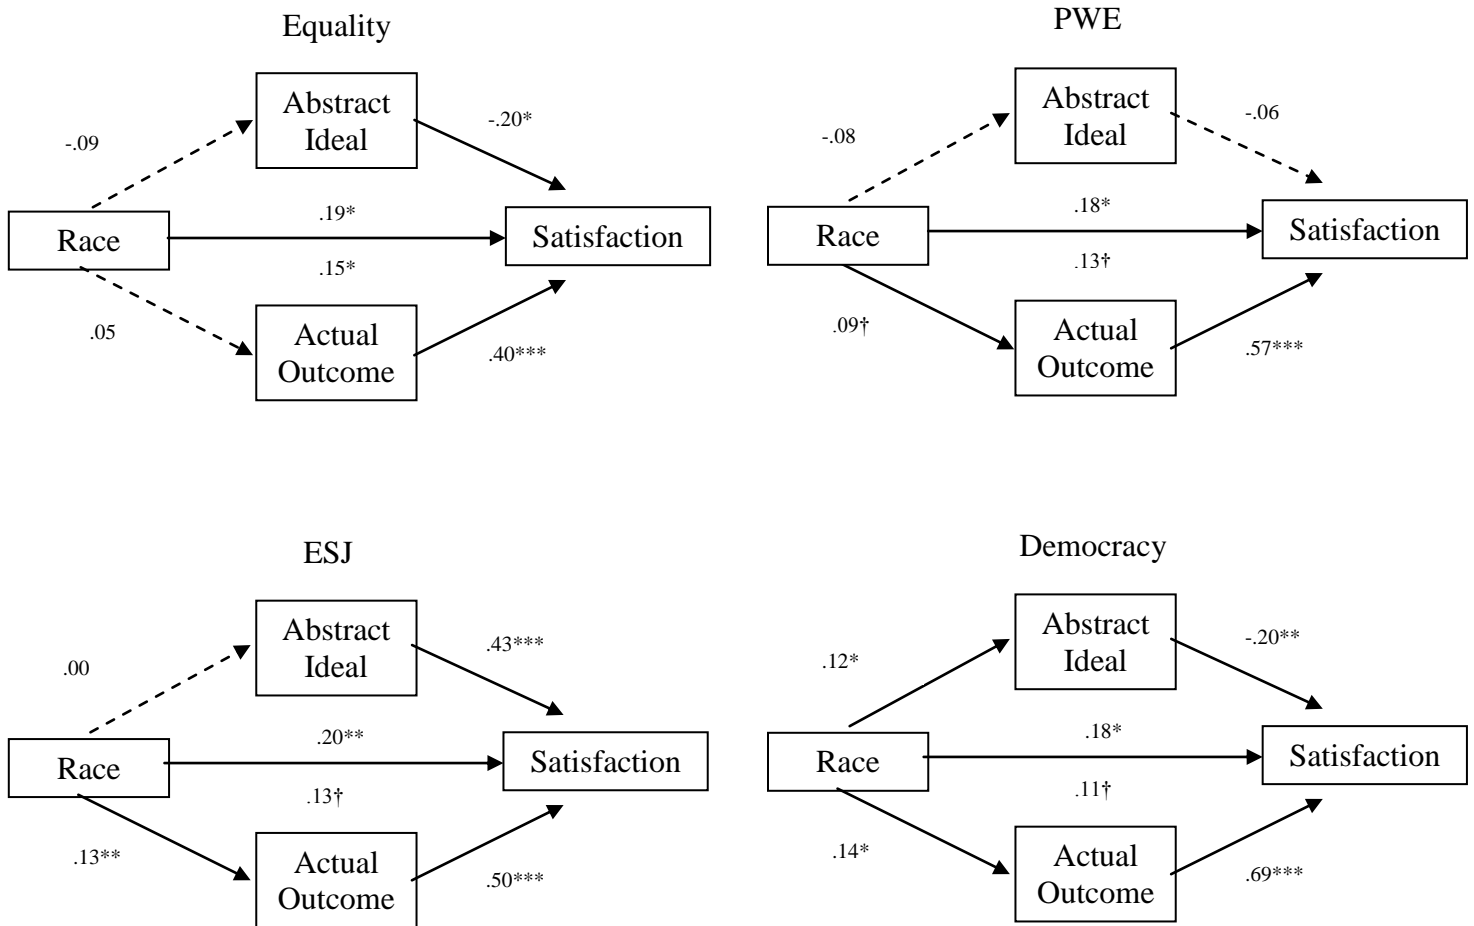 Equality
Abstract
Ideal
-.09
-.20*
Race
.19*
.15*
Satisfaction
.05
Actual
Outcome
.40***
PWE
Abstract
Ideal
-.08
-.06
Race
.18*
.13†
Satisfaction
.09†
Actual
Outcome
.57***
ESJ
Abstract
Ideal
.00
.43***
Race
.20**
.13†
Satisfaction
.13**
Actual
Outcome
.50***
Democracy
Abstract
Ideal
.12*
-.20**
Race
.18*
.11†
Satisfaction
.14*
Actual
Outcome
.69***